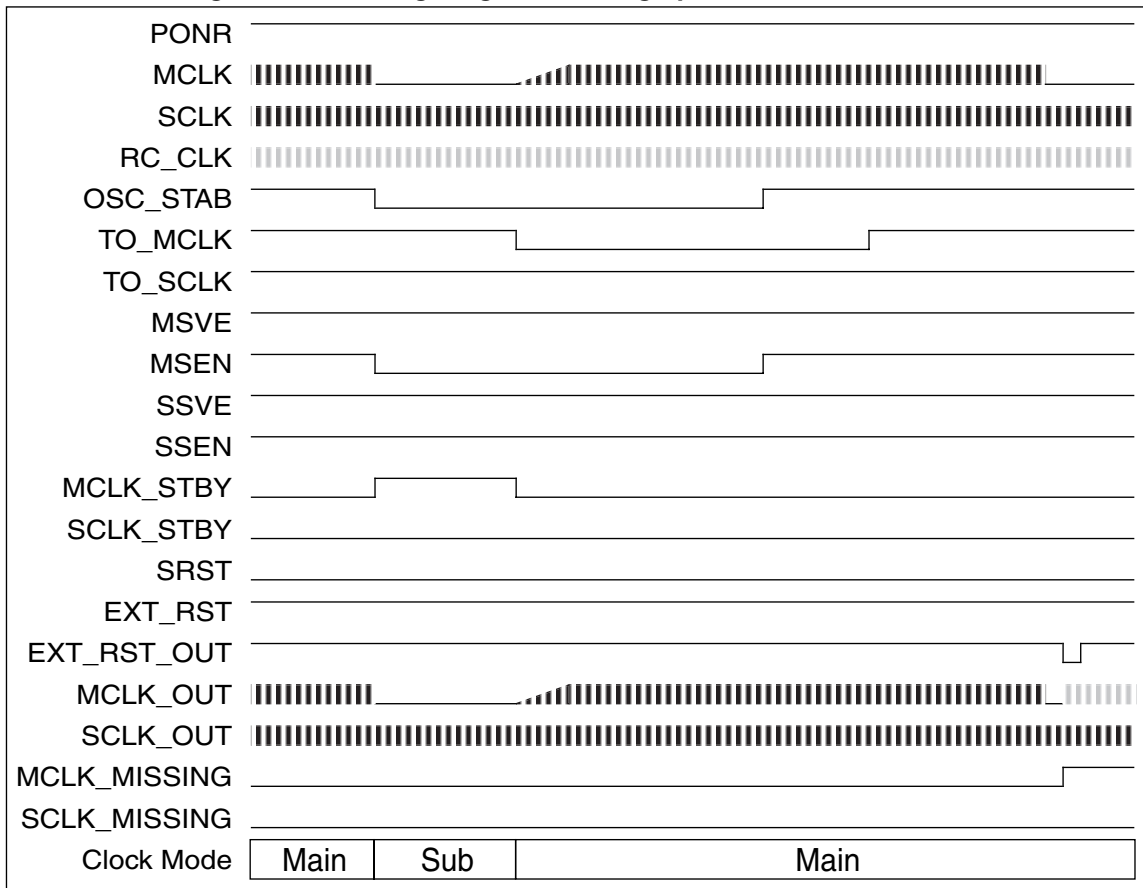 PONR
MCLK
SCLK
RC_CLK
OSC_STAB
TO_MCLK
TO_SCLK
MSVE
MSEN
SSVE
SSEN
MCLK_STBY
SCLK_STBY
SRST
EXT_RST
EXT_RST_OUT
MCLK_OUT
SCLK_OUT
MCLK_MISSING
SCLK_MISSING
Clock Mode Main Sub Main